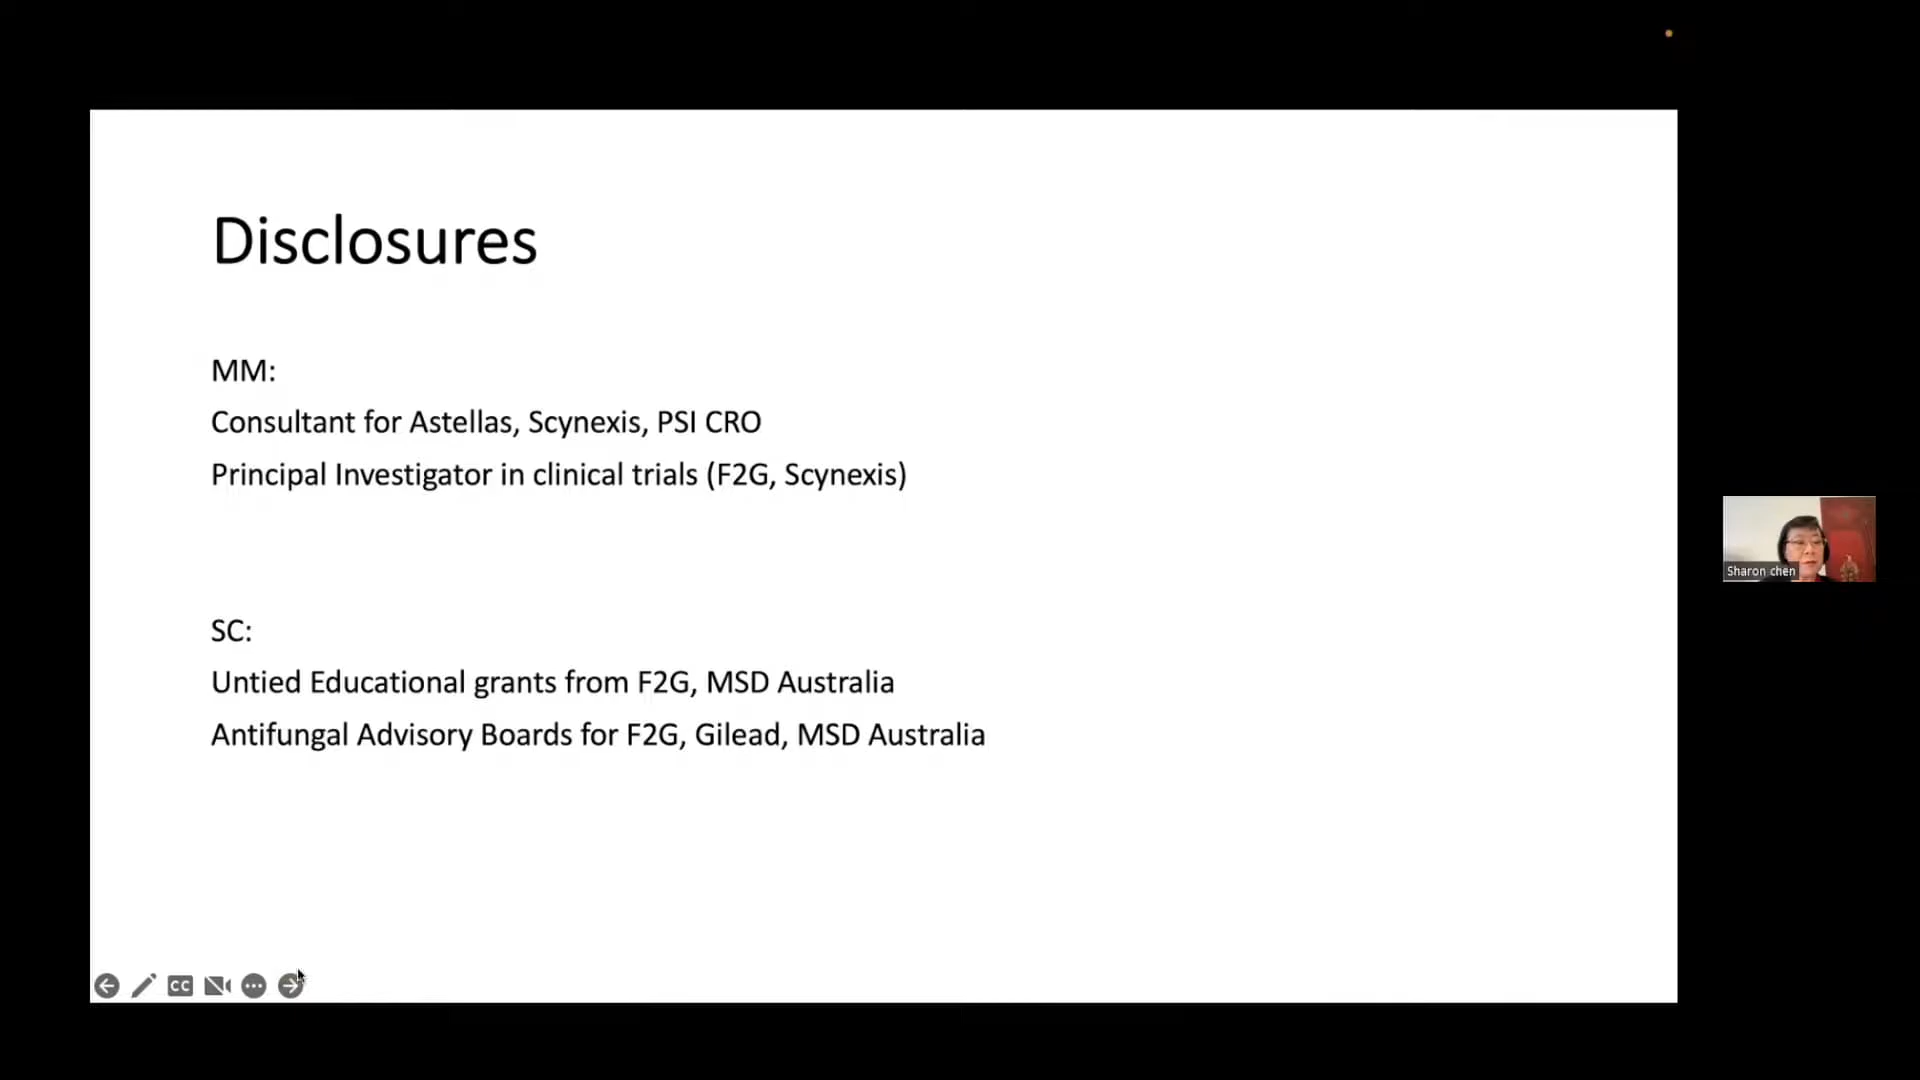 Disclosures
MM:
Consultant for Astellas, Scynexis, PSI CRO
Principal Investigator in clinical trials (F2G, Scynexis)
SC:
Untied Educational grants from F2G, MSD Australia
Antifungal Advisory Boards for F2G, Gilead, MSD Australia
Sharon chen
CC